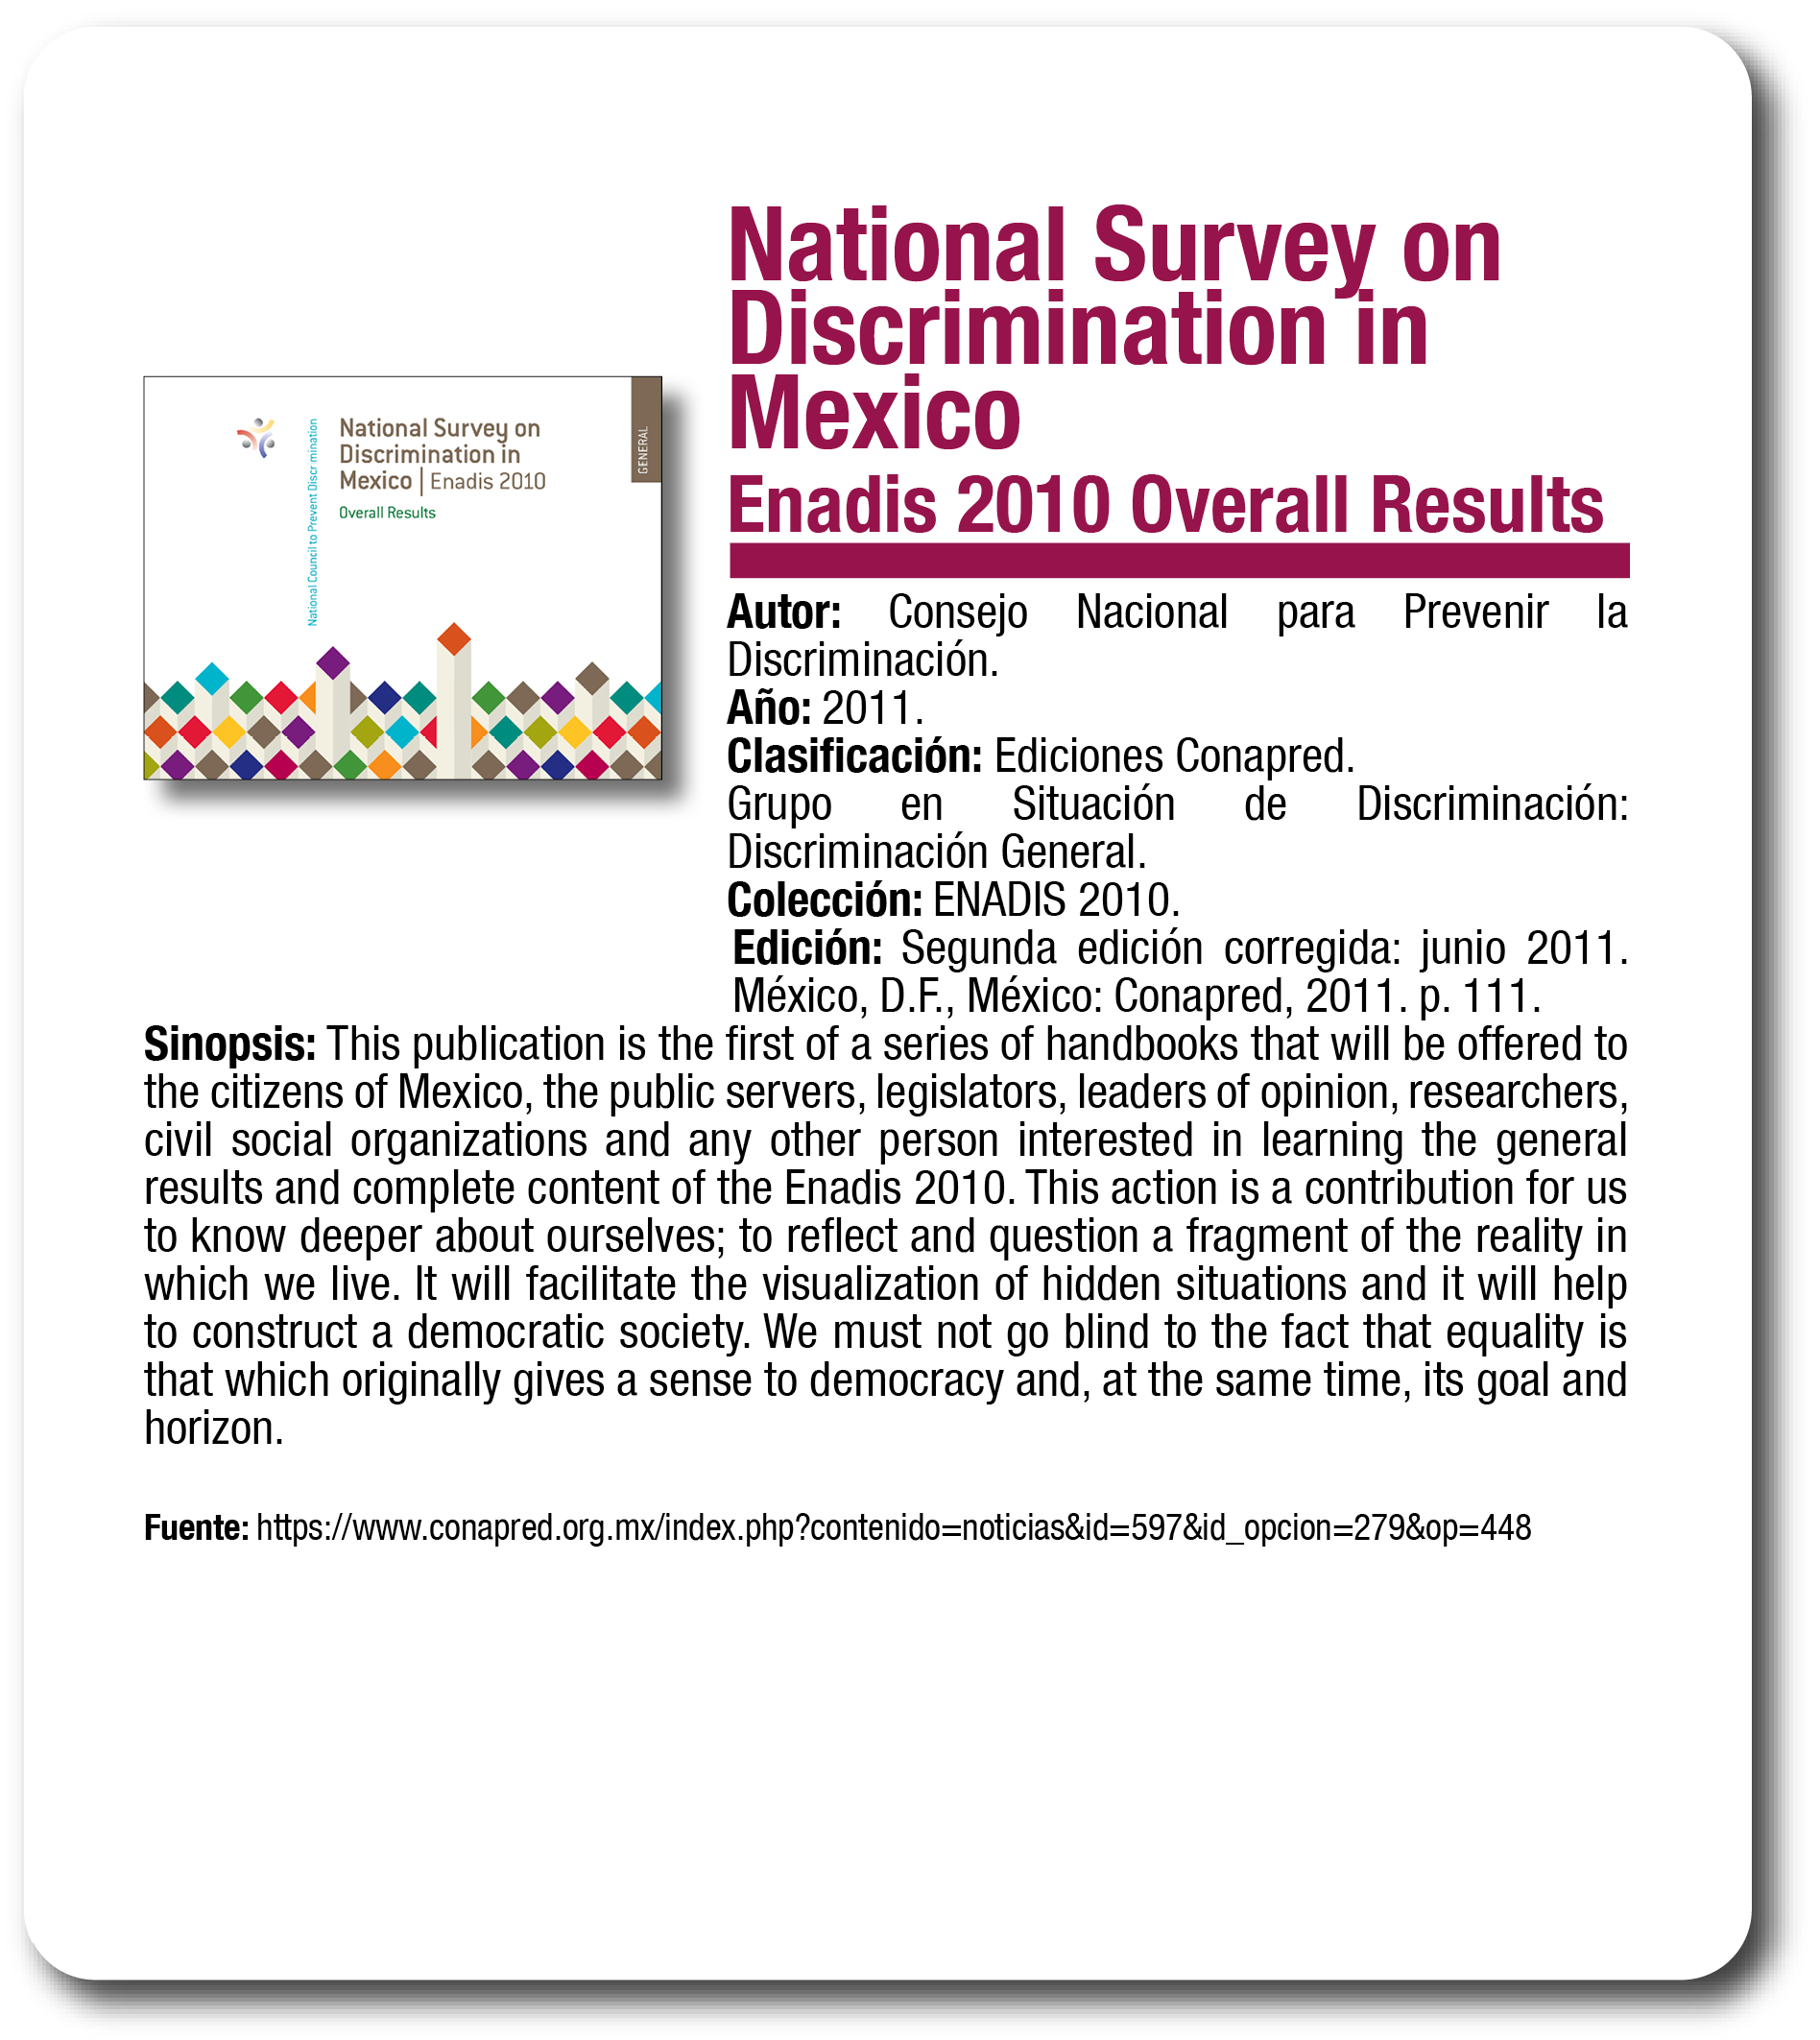 National Survey on
Discrimination in
Mexico
Enadis 2010 Overall Results
National Council to Prevent Discr mination
National Survey on
Discrimination in
Mexico | Enadis 2010
Overall Results
GENERAL
Autor: Consejo Nacional para Prevenir la
Discriminación.
Año: 2011.
Clasificación: Ediciones Conapred.
Grupo en Situación de Discriminación:
Discriminación General.
Colección: ENADIS 2010.
Edición: Segunda edición corregida: junio 2011.
México, D.F., México: Conapred, 2011. p. 111.
Sinopsis: This publication is the first of a series of handbooks that will be offered to
the citizens of Mexico, the public servers, legislators, leaders of opinion, researchers,
civil social organizations and any other person interested in learning the general
results and complete content of the Enadis 2010. This action is a contribution for us
to know deeper about ourselves; to reflect and question a fragment of the reality in
which we live. It will facilitate the visualization of hidden situations and it will help
to construct a democratic society. We must not go blind to the fact that equality is
that which originally gives a sense to democracy and, at the same time, its goal and
horizon.
Fuente: https://www.conapred.org.mx/index.php?contenido=noticias&id=597&id_opcion=279&op=448